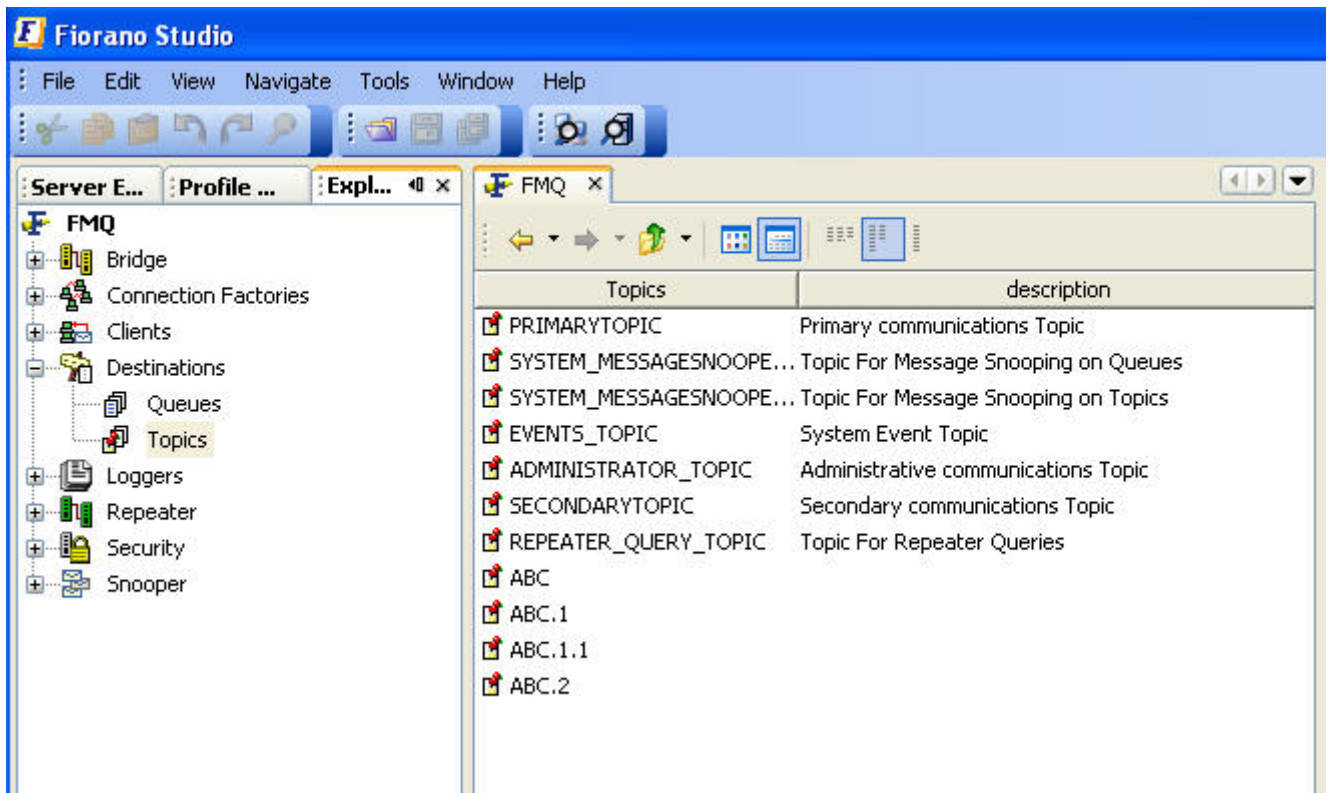 Fiorano Studio
File Edit View Navigate Tools Window Help
Server E... Profile ... Expl...
FMQ
FMQ
Bridge
Connection Factories
Clients
Destinations
Queues
Topics
Loggers
Repeater
Security
Snooper
Topics description
PRIMARYTOPIC Primary communications Topic
SYSTEM_MESSAGESNOOPE... Topic For Message Snooping on Queues
SYSTEM_MESSAGESNOOPE... Topic For Message Snooping on Topics
EVENTS_TOPIC System Event Topic
ADMINISTRATOR_TOPIC Administrative communications Topic
SECONDARYTOPIC Secondary communications Topic
REPEATER_QUERY_TOPIC Topic For Repeater Queries
ABC
ABC.1
ABC.1.1
ABC.2